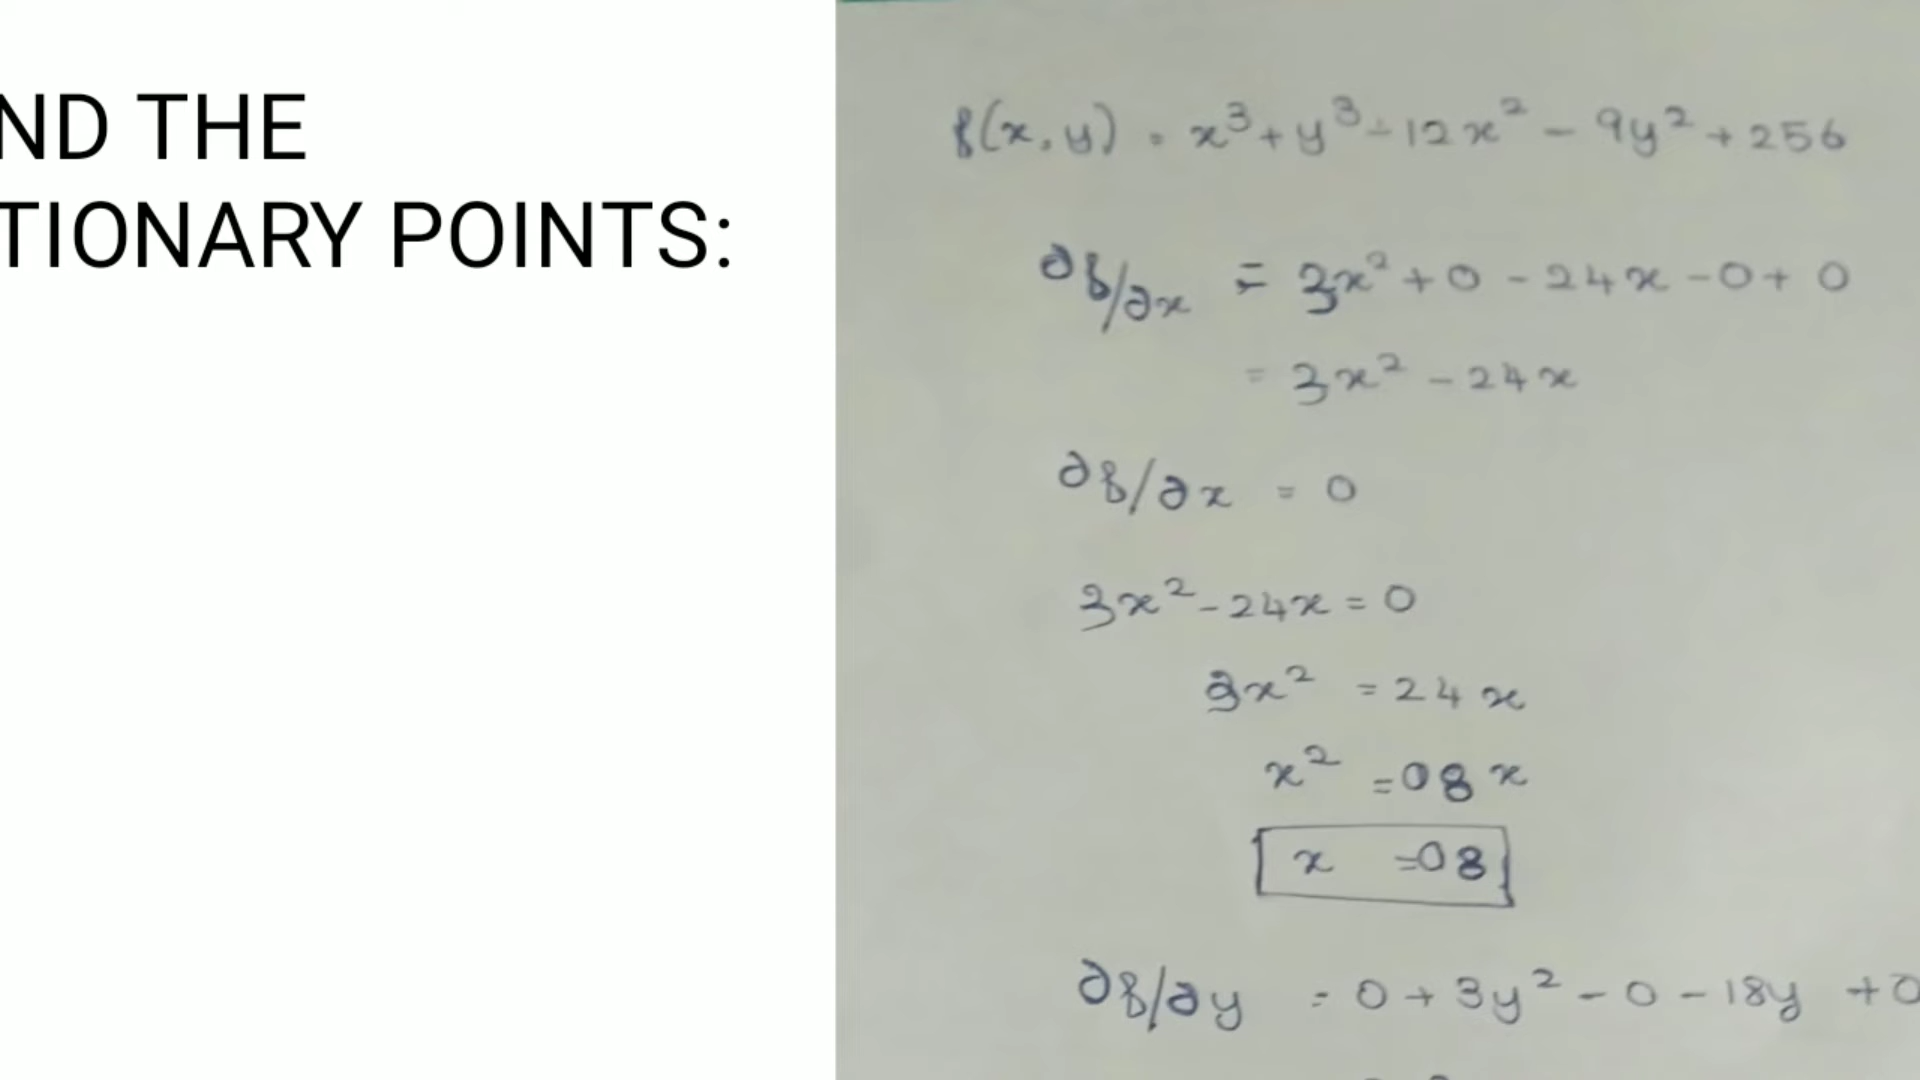 ND THE
TIONARY POINTS:
f(x, y) = x³ + y³ - 12x² - 9y² + 256
∂f/∂x = 3x² + 0 - 24x - 0 + 0
= 3x² - 24x
∂f/∂x = 0
3x² - 24x = 0
3x² = 24x
x² = 08x
x = 08
∂f/∂y = 0 + 3y² - 0 - 18y + 0